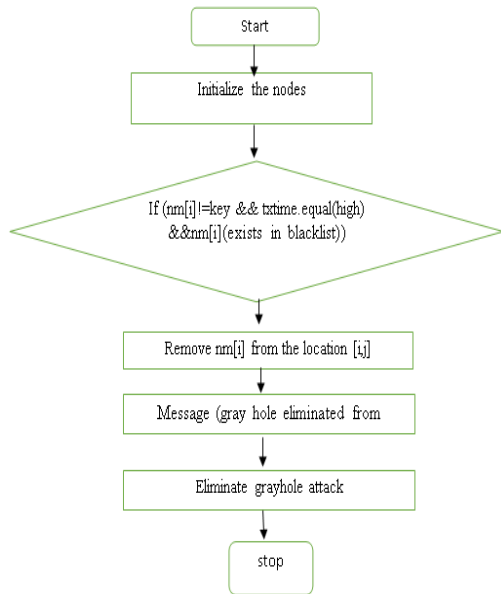 Start
Initialize the nodes
If (nm[i]!=key && txtime.equal(high)
&&nm[i](exists in blacklist))
Remove nm[i] from the location [i,j]
Message (gray hole eliminated from
Eliminate grayhole attack
stop